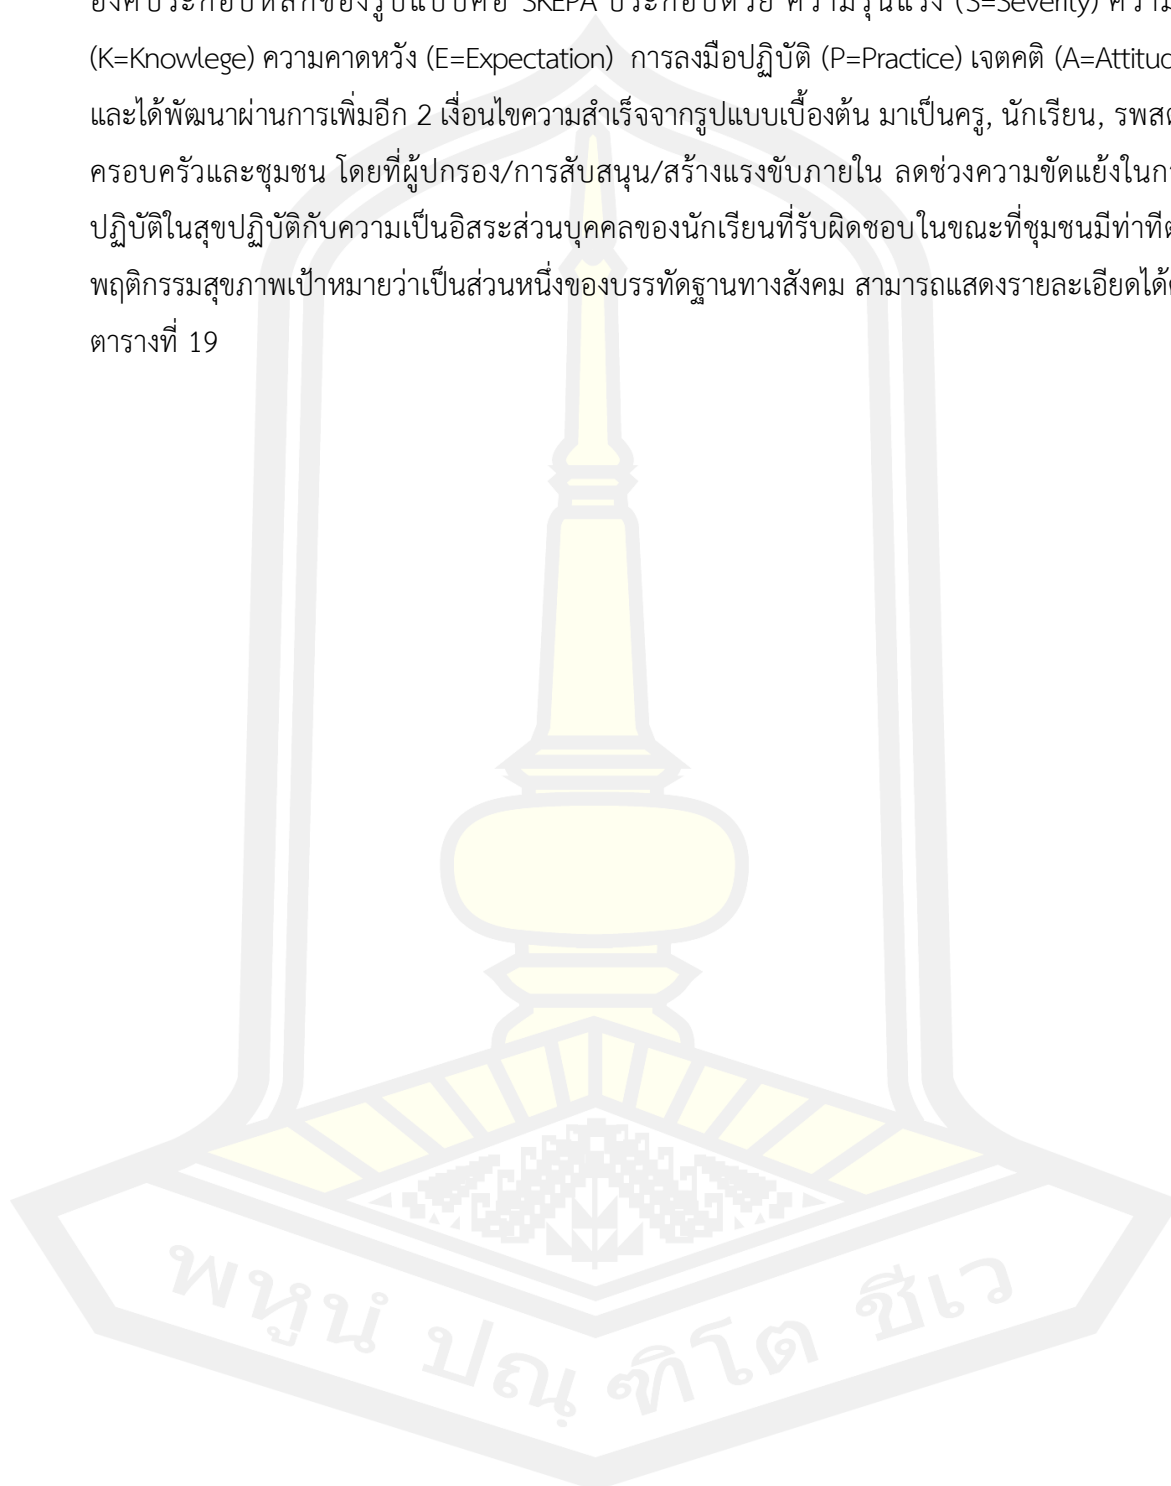 องค์ประกอบหลักของรูปแบบคือ SKEPA ประกอบด้วย ความรุนแรง (S=Severity)
(K=Knowlege) ความคาดหวัง (E=Expectation) การลงมือปฏิบัติ (P=Practice) เจตคติ
และได้พัฒนาผ่านการเพิ่มอีก 2 เงื่อนไขความสำเร็จจากรูปแบบเบื้องต้น มาเป็นครู, นักเรียน,
ครอบครัวและชุมชน โดยที่ผู้ปกรอง/การสับสนุน/สร้างแรงขับภายใน ลดช่วงความขัดแย้งใน
ปฏิบัติในสุขปฏิบัติกับความเป็นอิสระส่วนบุคคลของนักเรียนที่รับผิดชอบในขณะที่ชุมชนมีท่าที
พฤติกรรมสุขภาพเป้าหมายว่าเป็นส่วนหนึ่งของบรรทัดฐานทางสังคม สามารถแสดงรายละเอียดได้
ตารางที่ 19
พหูนํ ปณฺฑิโต ชีเว